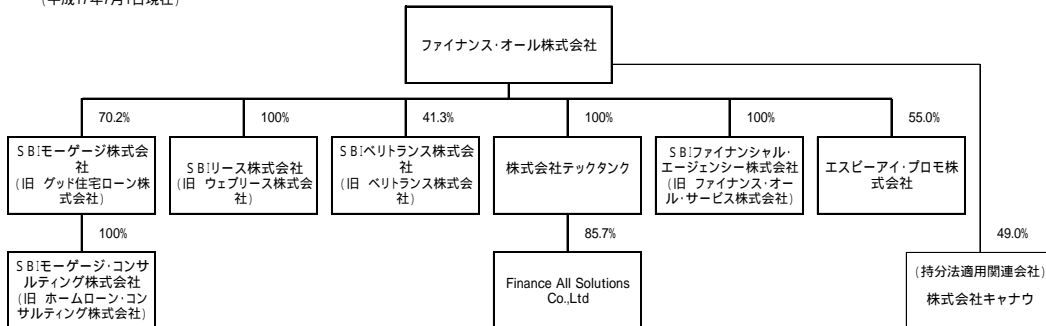 (平成17年7月1日現在)
ファイナンス・オール株式会社
70.2%
100%
41.3%
100%
100%
55.0%
SBIモーゲージ株式会
社
(旧 グッド住宅ローン株
式会社)
SBIリース株式会社
(旧 ウェブリース株式会
社)
SBIベリトランス株式会
社
(旧 ベリトランス株式会
社)
株式会社テックタンク
SBIファイナンシャル・
エージェンシー株式会社
(旧 ファイナンス・オー
ル・サービス株式会社)
エスビーアイ・プロモ株
式会社
100%
85.7%
49.0%
SBIモーゲージ・コンサ
ルティング株式会社
(旧 ホームローン・コン
サルティング株式会社)
Finance All Solutions
Co.,Ltd
(持分法適用関連会社)
株式会社キャナウ